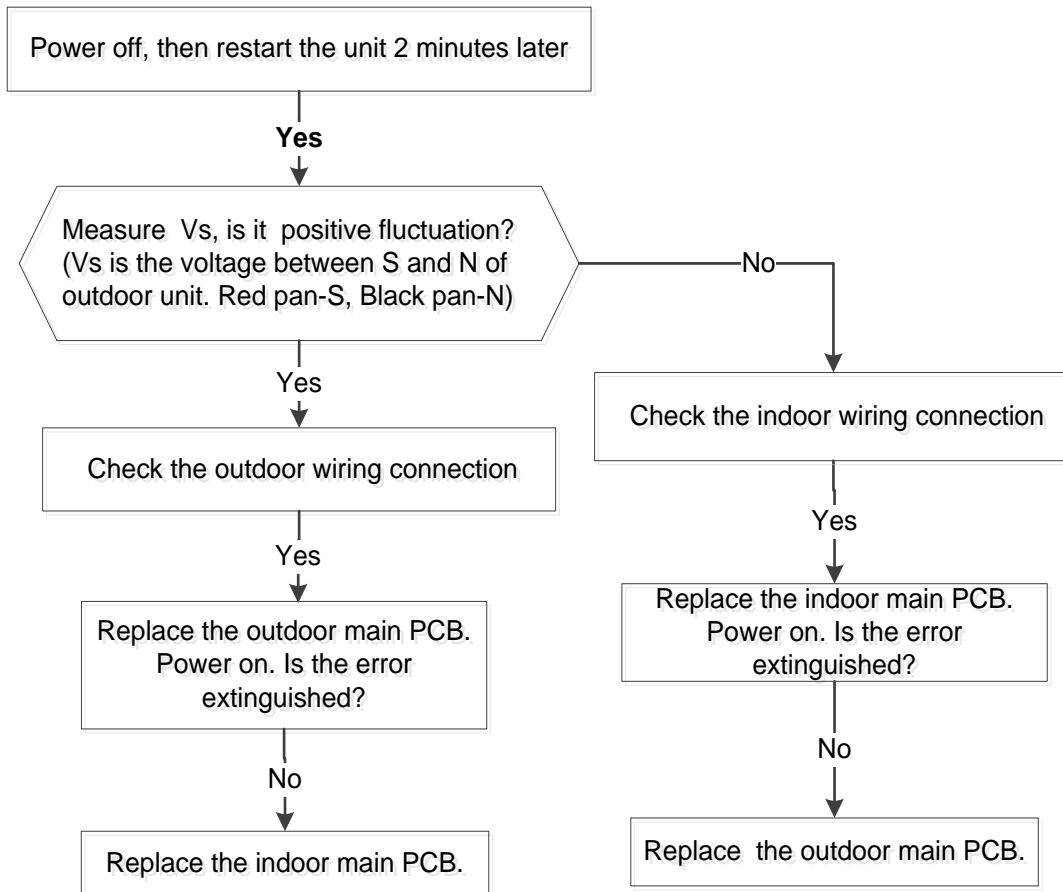 Power off, then restart the unit 2 minutes later
Yes
Measure Vs, is it positive fluctuation?
(Vs is the voltage between S and N of
outdoor unit. Red pan-S, Black pan-N)
No
Yes
Check the outdoor wiring connection
Yes
Replace the outdoor main PCB.
Power on. Is the error
extinguished?
No
Replace the indoor main PCB.
Check the indoor wiring connection
Yes
Replace the indoor main PCB.
Power on. Is the error
extinguished?
No
Replace the outdoor main PCB.